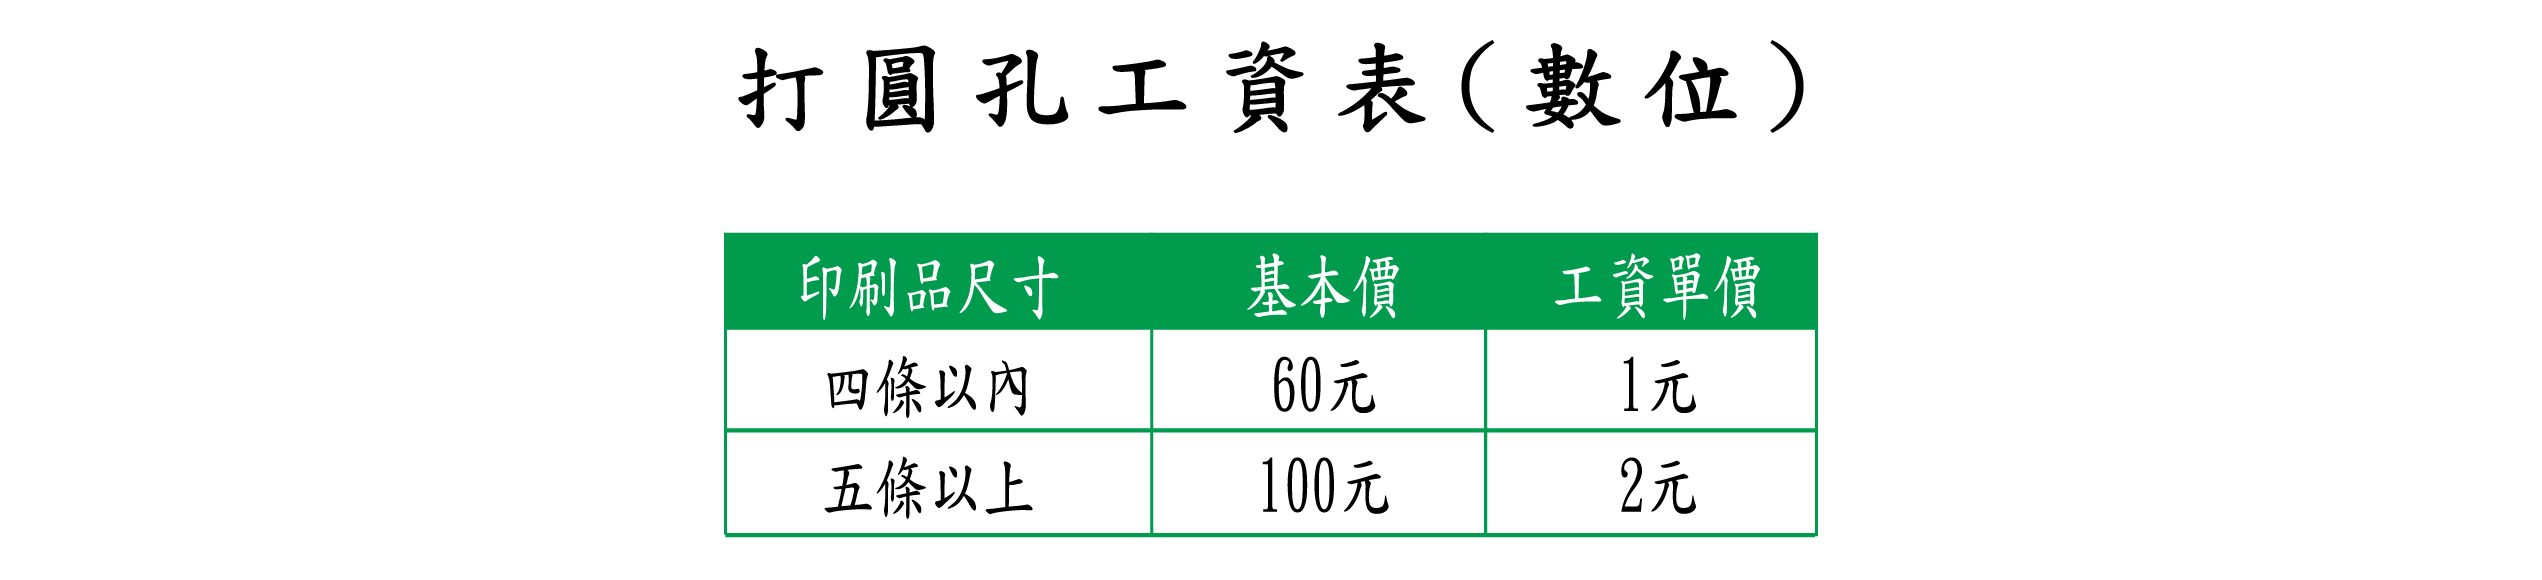 打圓孔工資表(數位)
印刷品尺寸 基本價 工資單價
四條以內 60元 1元
五條以上 100元 2元